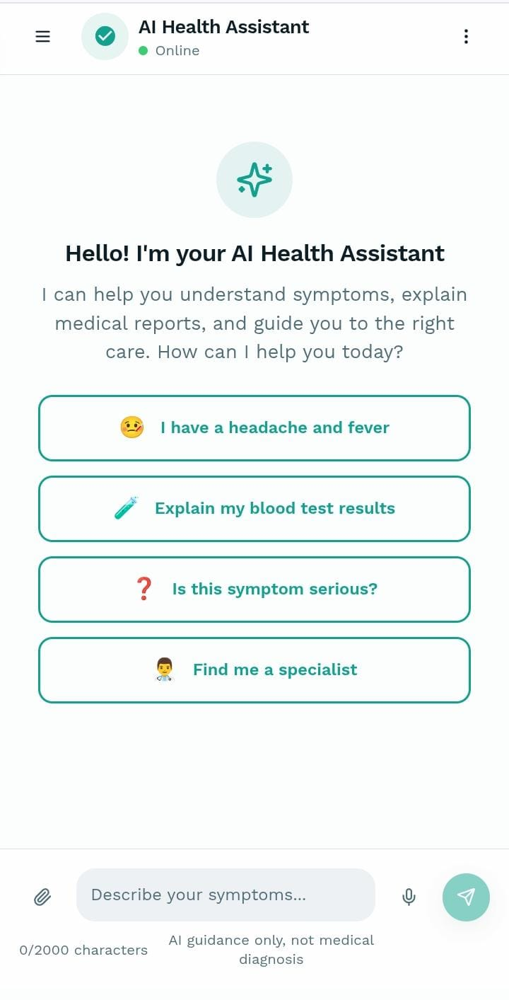 AI Health Assistant
Online
Hello! I'm your AI Health Assistant
I can help you understand symptoms, explain
medical reports, and guide you to the right
care. How can I help you today?
I have a headache and fever
Explain my blood test results
Is this symptom serious?
Find me a specialist
Describe your symptoms...
0/2000 characters
AI guidance only, not medical
diagnosis